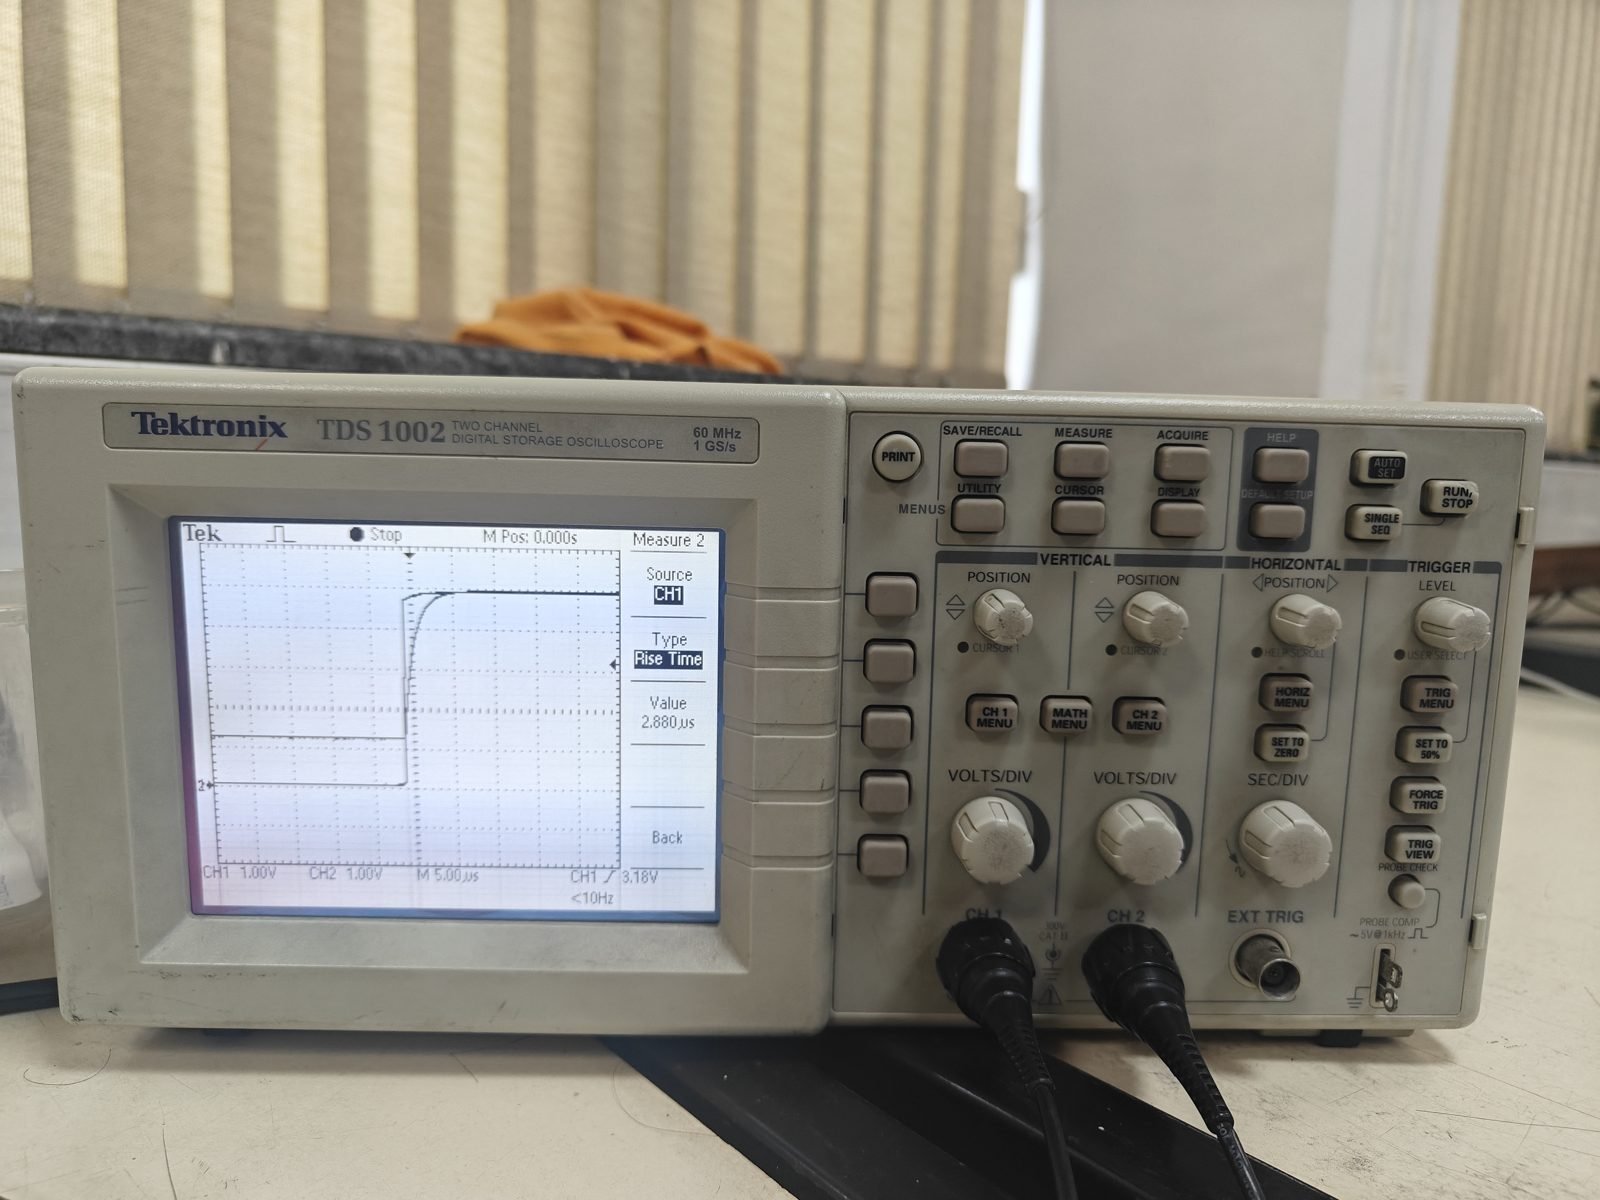 Tektronix TDS 1002 TWO CHANNEL
DIGITAL STORAGE OSCILLOSCOPE
60 MHz
1 GS/s
Tek
Stop
M Pos: 0.000s
Measure 2
Source
CH1
Type
Rise Time
Value
2.880µs
Back
2
CH1 1.00V
CH2 1.00V
M 5.00µs
CH1
3.18V
<10Hz
PRINT
SAVE/RECALL
MEASURE
ACQUIRE
MENUS
UTILITY
CURSOR
DISPLAY
HELP
DEFAULT SETUP
AUTO
SET
SINGLE
SEQ
RUN/
STOP
VERTICAL
HORIZONTAL
TRIGGER
POSITION
POSITION
POSITION
LEVEL
CURSOR 1
CURSOR 2
HELP SCROLL
USER SELECT
CH 1
MENU
MATH
MENU
CH 2
MENU
HORIZ
MENU
SET TO
ZERO
TRIG
MENU
SET TO
50%
FORCE
TRIG
TRIG
VIEW
VOLTS/DIV
VOLTS/DIV
SEC/DIV
PROBE CHECK
CH 1
CH 2
EXT TRIG
300V
CAT II
PROBE COMP
~5V@1kHz